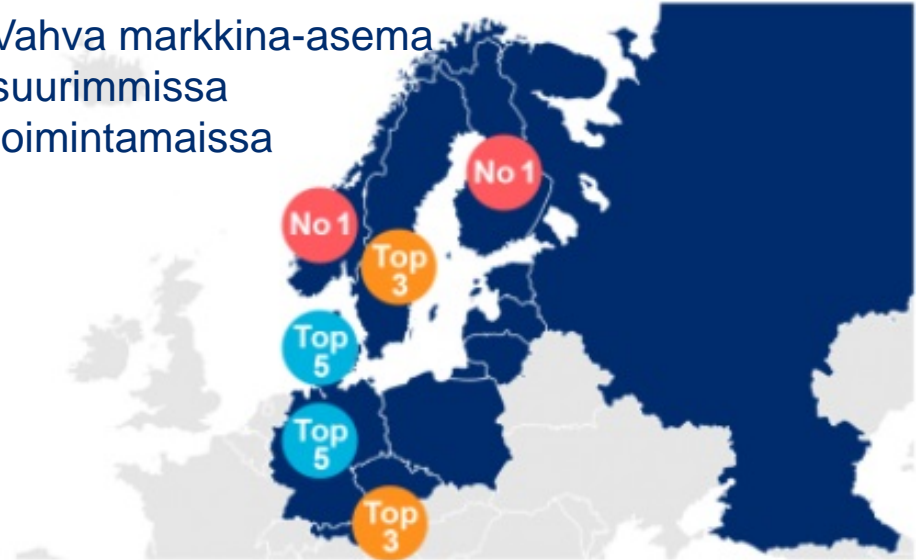 Vahva markkina-asema
suurimmissa
oimintamaissa
No 1
No 1
Top
3
Top
5
Top
5
Top
3